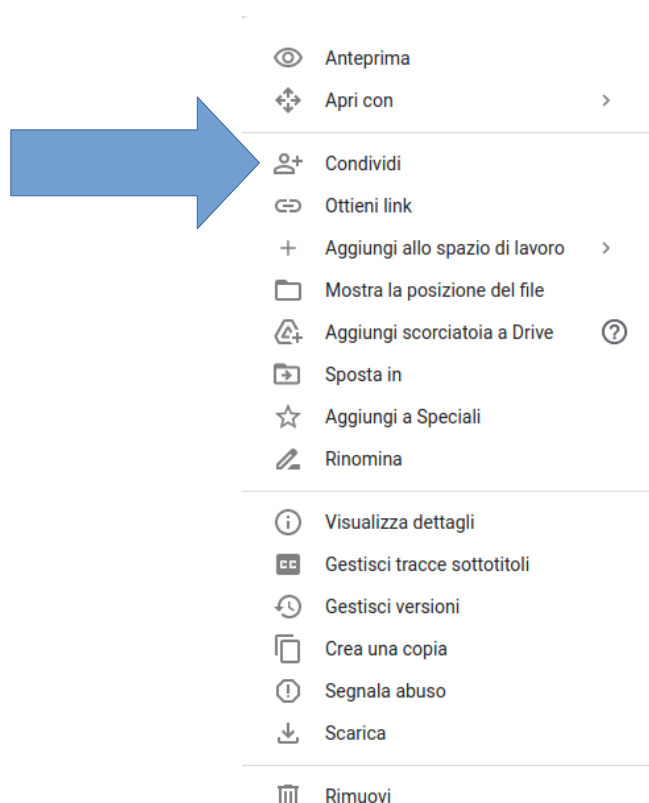 Anteprima
Apri con
Condividi
Ottieni link
Aggiungi allo spazio di lavoro
Mostra la posizione del file
Aggiungi scorciatoia a Drive
Sposta in
Aggiungi a Speciali
Rinomina
Visualizza dettagli
CC Gestisci tracce sottotitoli
Gestisci versioni
Crea una copia
Segnala abuso
Scarica
Rimuovi